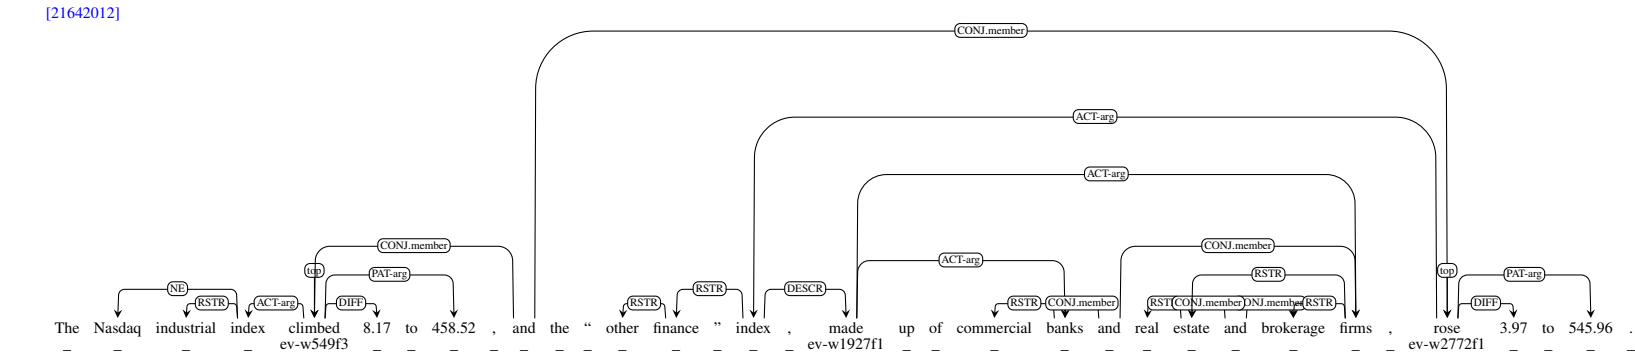 [21642012]
CONJ.member
ACT-arg
ACT-arg
CONJ.member CONJ.member
ACT-arg
top PAT-arg RSTR top PAT-arg
NE RSTR DESCR
RSTR ACT-arg DIFF RSTR RSTR CONJ.member RST CONJ.member ONJ.member RSTR DIFF
The Nasdaq industrial index climbed 8.17 to 458.52 , and the “ other finance ” index , made up of commercial banks and real estate and brokerage firms , rose 3.97 to 545.96 .
_ _ _ _ ev-w549f3 _ _ _ _ _ _ _ _ _ _ _ _ ev-w1927f1 _ _ _ _ _ _ _ _ _ _ _ ev-w2772f1 _ _ _ _